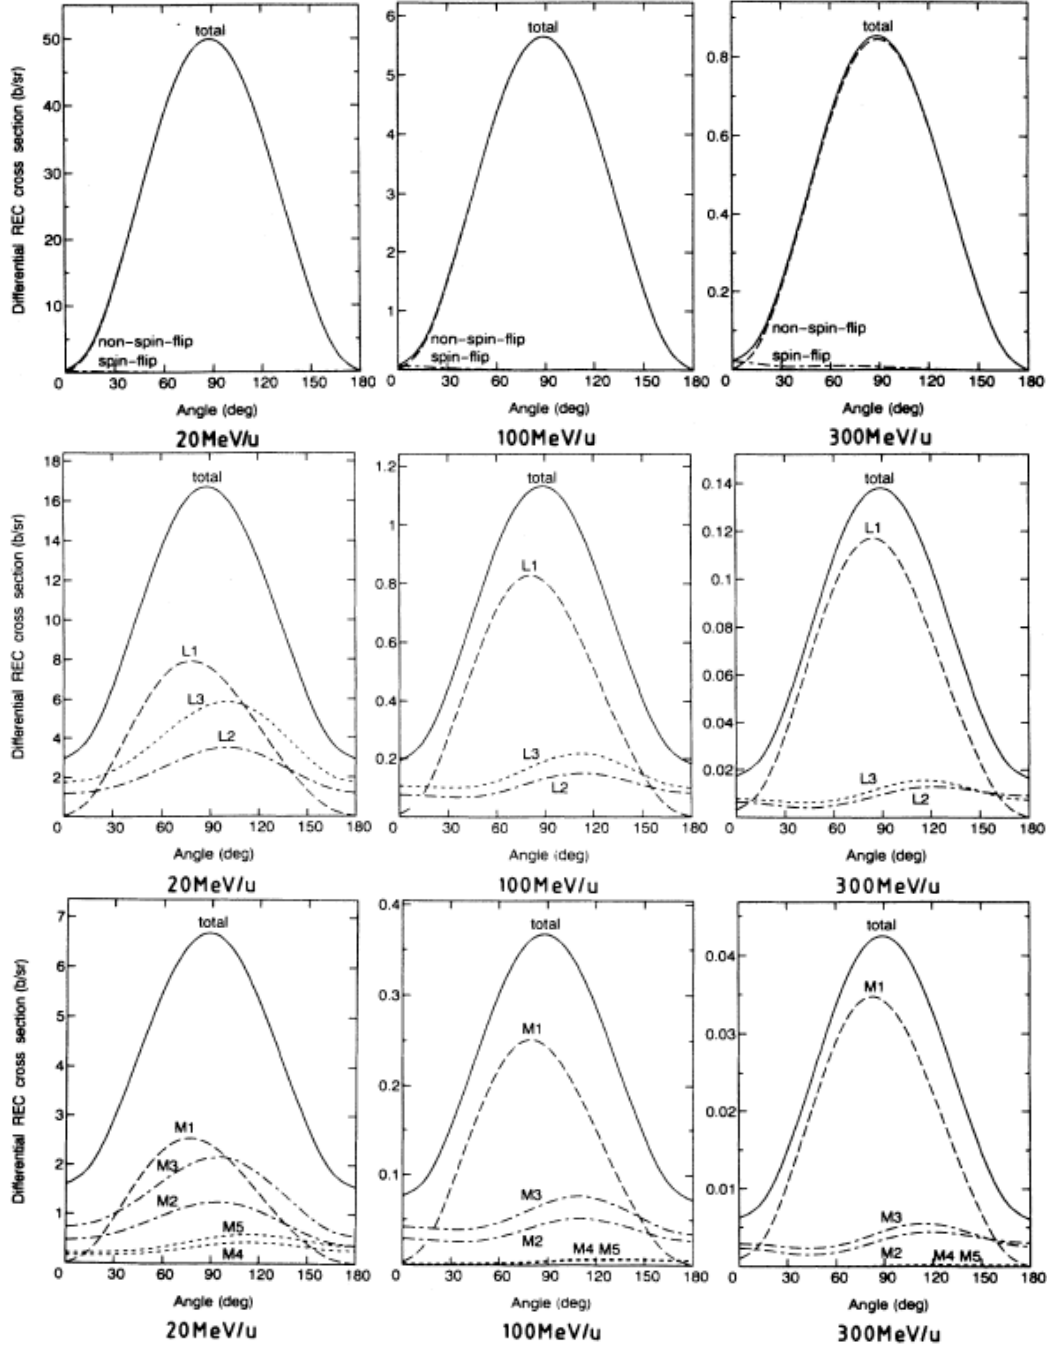 Differential REC cross section (b/sr)
50
40
30
20
10
total
non-spin-flip
spin-flip
0 30 60 90 120 150 180
Angle (deg)
20MeV/u
6
5
4
3
2
1
total
non-spin-flip
spin-flip
0 30 60 90 120 150 180
Angle (deg)
100MeV/u
0.8
0.6
0.4
0.2
total
non-spin-flip
spin-flip
0 30 60 90 120 150 180
Angle (deg)
300MeV/u
Differential REC cross section (b/sr)
18
16
14
12
10
8
6
4
2
total
L1
L3
L2
0 30 60 90 120 150 180
Angle (deg)
20MeV/u
1.2
1.0
0.8
0.6
0.4
0.2
total
L1
L3
L2
0 30 60 90 120 150 180
Angle (deg)
100MeV/u
0.14
0.12
0.10
0.08
0.06
0.04
0.02
total
L1
L3
L2
0 30 60 90 120 150 180
Angle (deg)
300MeV/u
Differential REC cross section (b/sr)
7
6
5
4
3
2
1
total
M1
M3
M2
M5
M4
0 30 60 90 120 150 180
Angle (deg)
20MeV/u
0.4
0.3
0.2
0.1
total
M1
M3
M2
M4 M5
0 30 60 90 120 150 180
Angle (deg)
100MeV/u
0.04
0.03
0.02
0.01
total
M1
M3
M2
M4 M5
0 30 60 90 120 150 180
Angle (deg)
300MeV/u